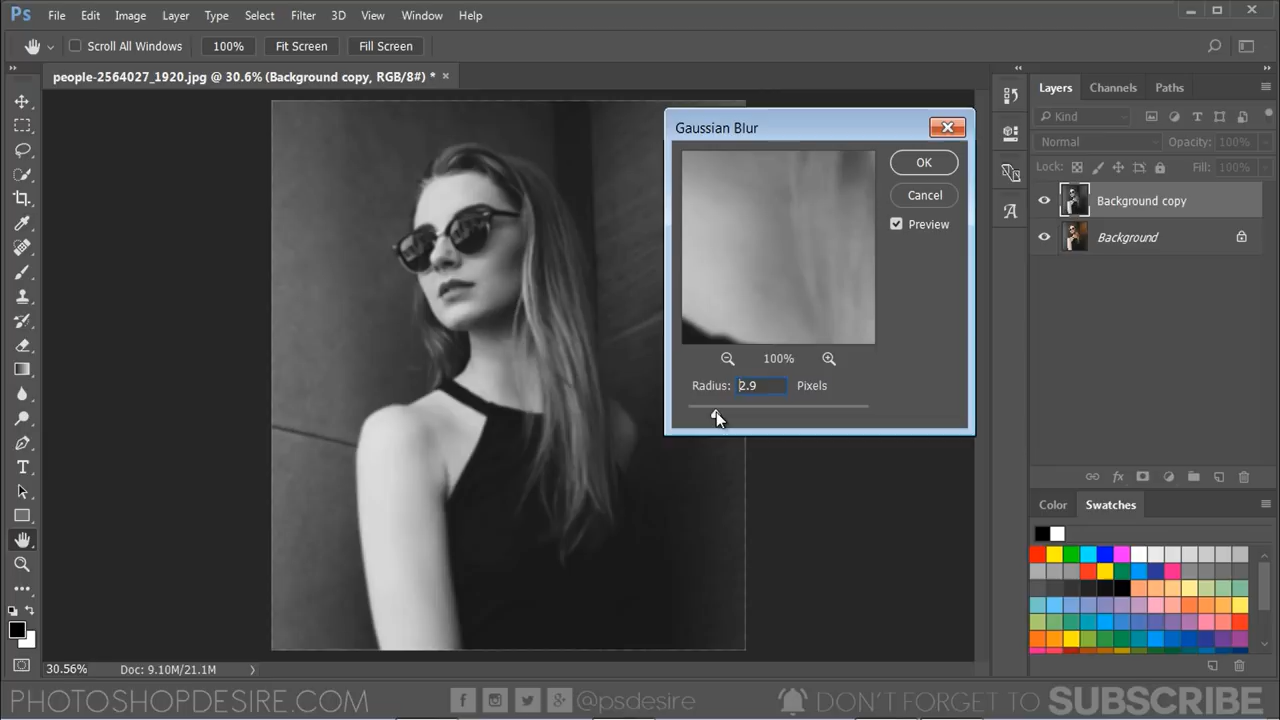 Ps File Edit Image Layer Type Select Filter 3D View Window Help
Scroll All Windows 100% Fit Screen Fill Screen
people-2564027_1920.jpg @ 30.6% (Background copy, RGB/8#) * ×
Gaussian Blur
OK
Cancel
Preview
100%
Radius: 2.9 Pixels
Layers Channels Paths
Kind
Normal Opacity: 100%
Lock: Fill: 100%
Background copy
Background
Color Swatches
30.56% Doc: 9.10M/21.1M
PHOTOSHOPDESIRE.COM @psdesire DON'T FORGET TO SUBSCRIBE